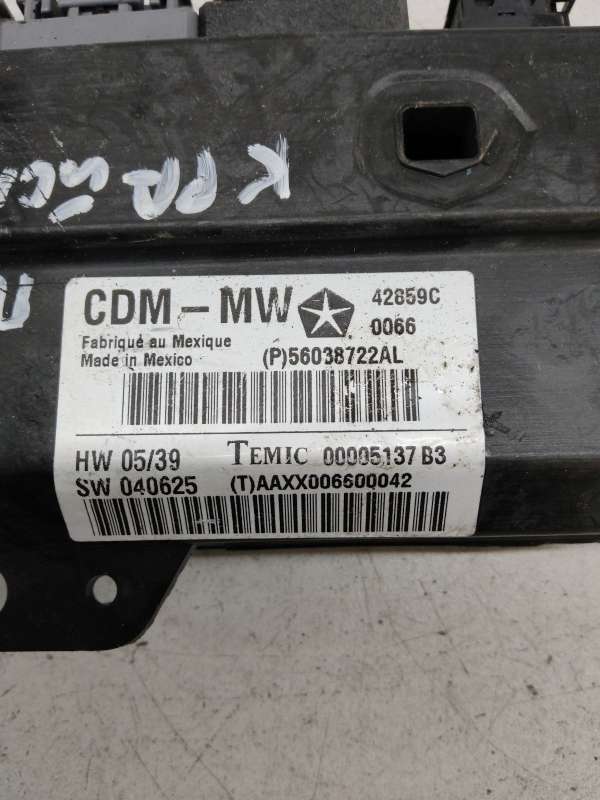 CDM-MW 42859C
0066
Fabriqué au Mexique
Made in Mexico (P)56038722AL
HW 05/39 TEMIC 00005137 B3
SW 040625 (T)AAXX006600042